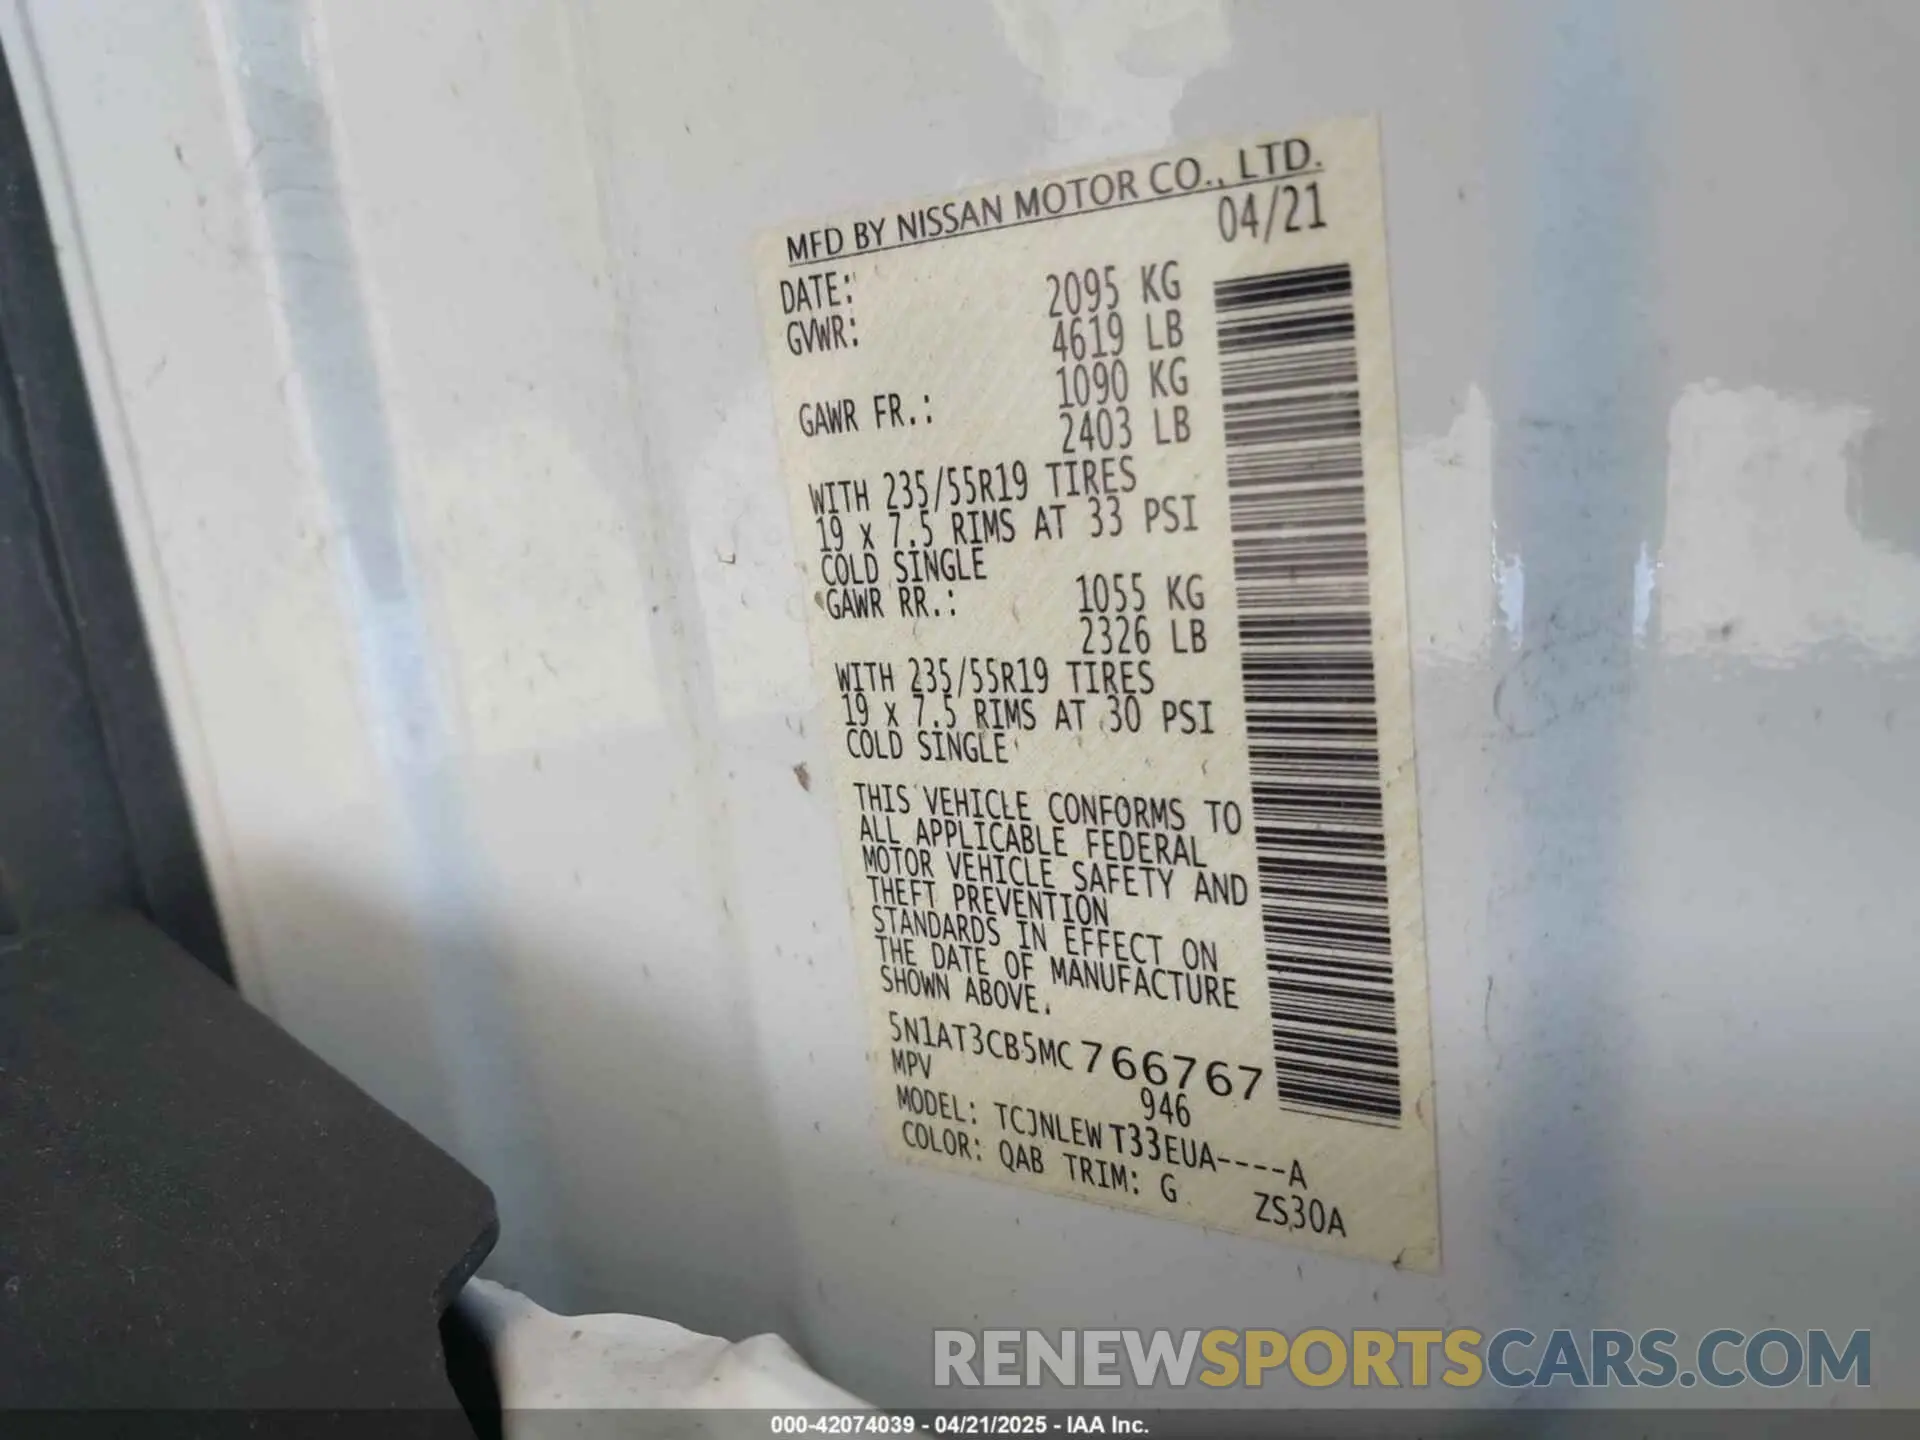 MFD BY NISSAN MOTOR CO., LTD.
DATE: 04/21
GVWR: 2095 KG
4619 LB
GAWR FR.: 1090 KG
2403 LB
WITH 235/55R19 TIRES
19 x 7.5 RIMS AT 33 PSI
COLD SINGLE
GAWR RR.: 1055 KG
2326 LB
WITH 235/55R19 TIRES
19 x 7.5 RIMS AT 30 PSI
COLD SINGLE
THIS VEHICLE CONFORMS TO
ALL APPLICABLE FEDERAL
MOTOR VEHICLE SAFETY AND
THEFT PREVENTION
STANDARDS IN EFFECT ON
THE DATE OF MANUFACTURE
SHOWN ABOVE.
5N1AT3CB5MC766767
MPV 946
MODEL: TCJNLEWT33EUA----A
COLOR: QAB TRIM: G ZS30A
RENEWSPORTSCARS.COM
000-42074039 - 04/21/2025 - IAA Inc.